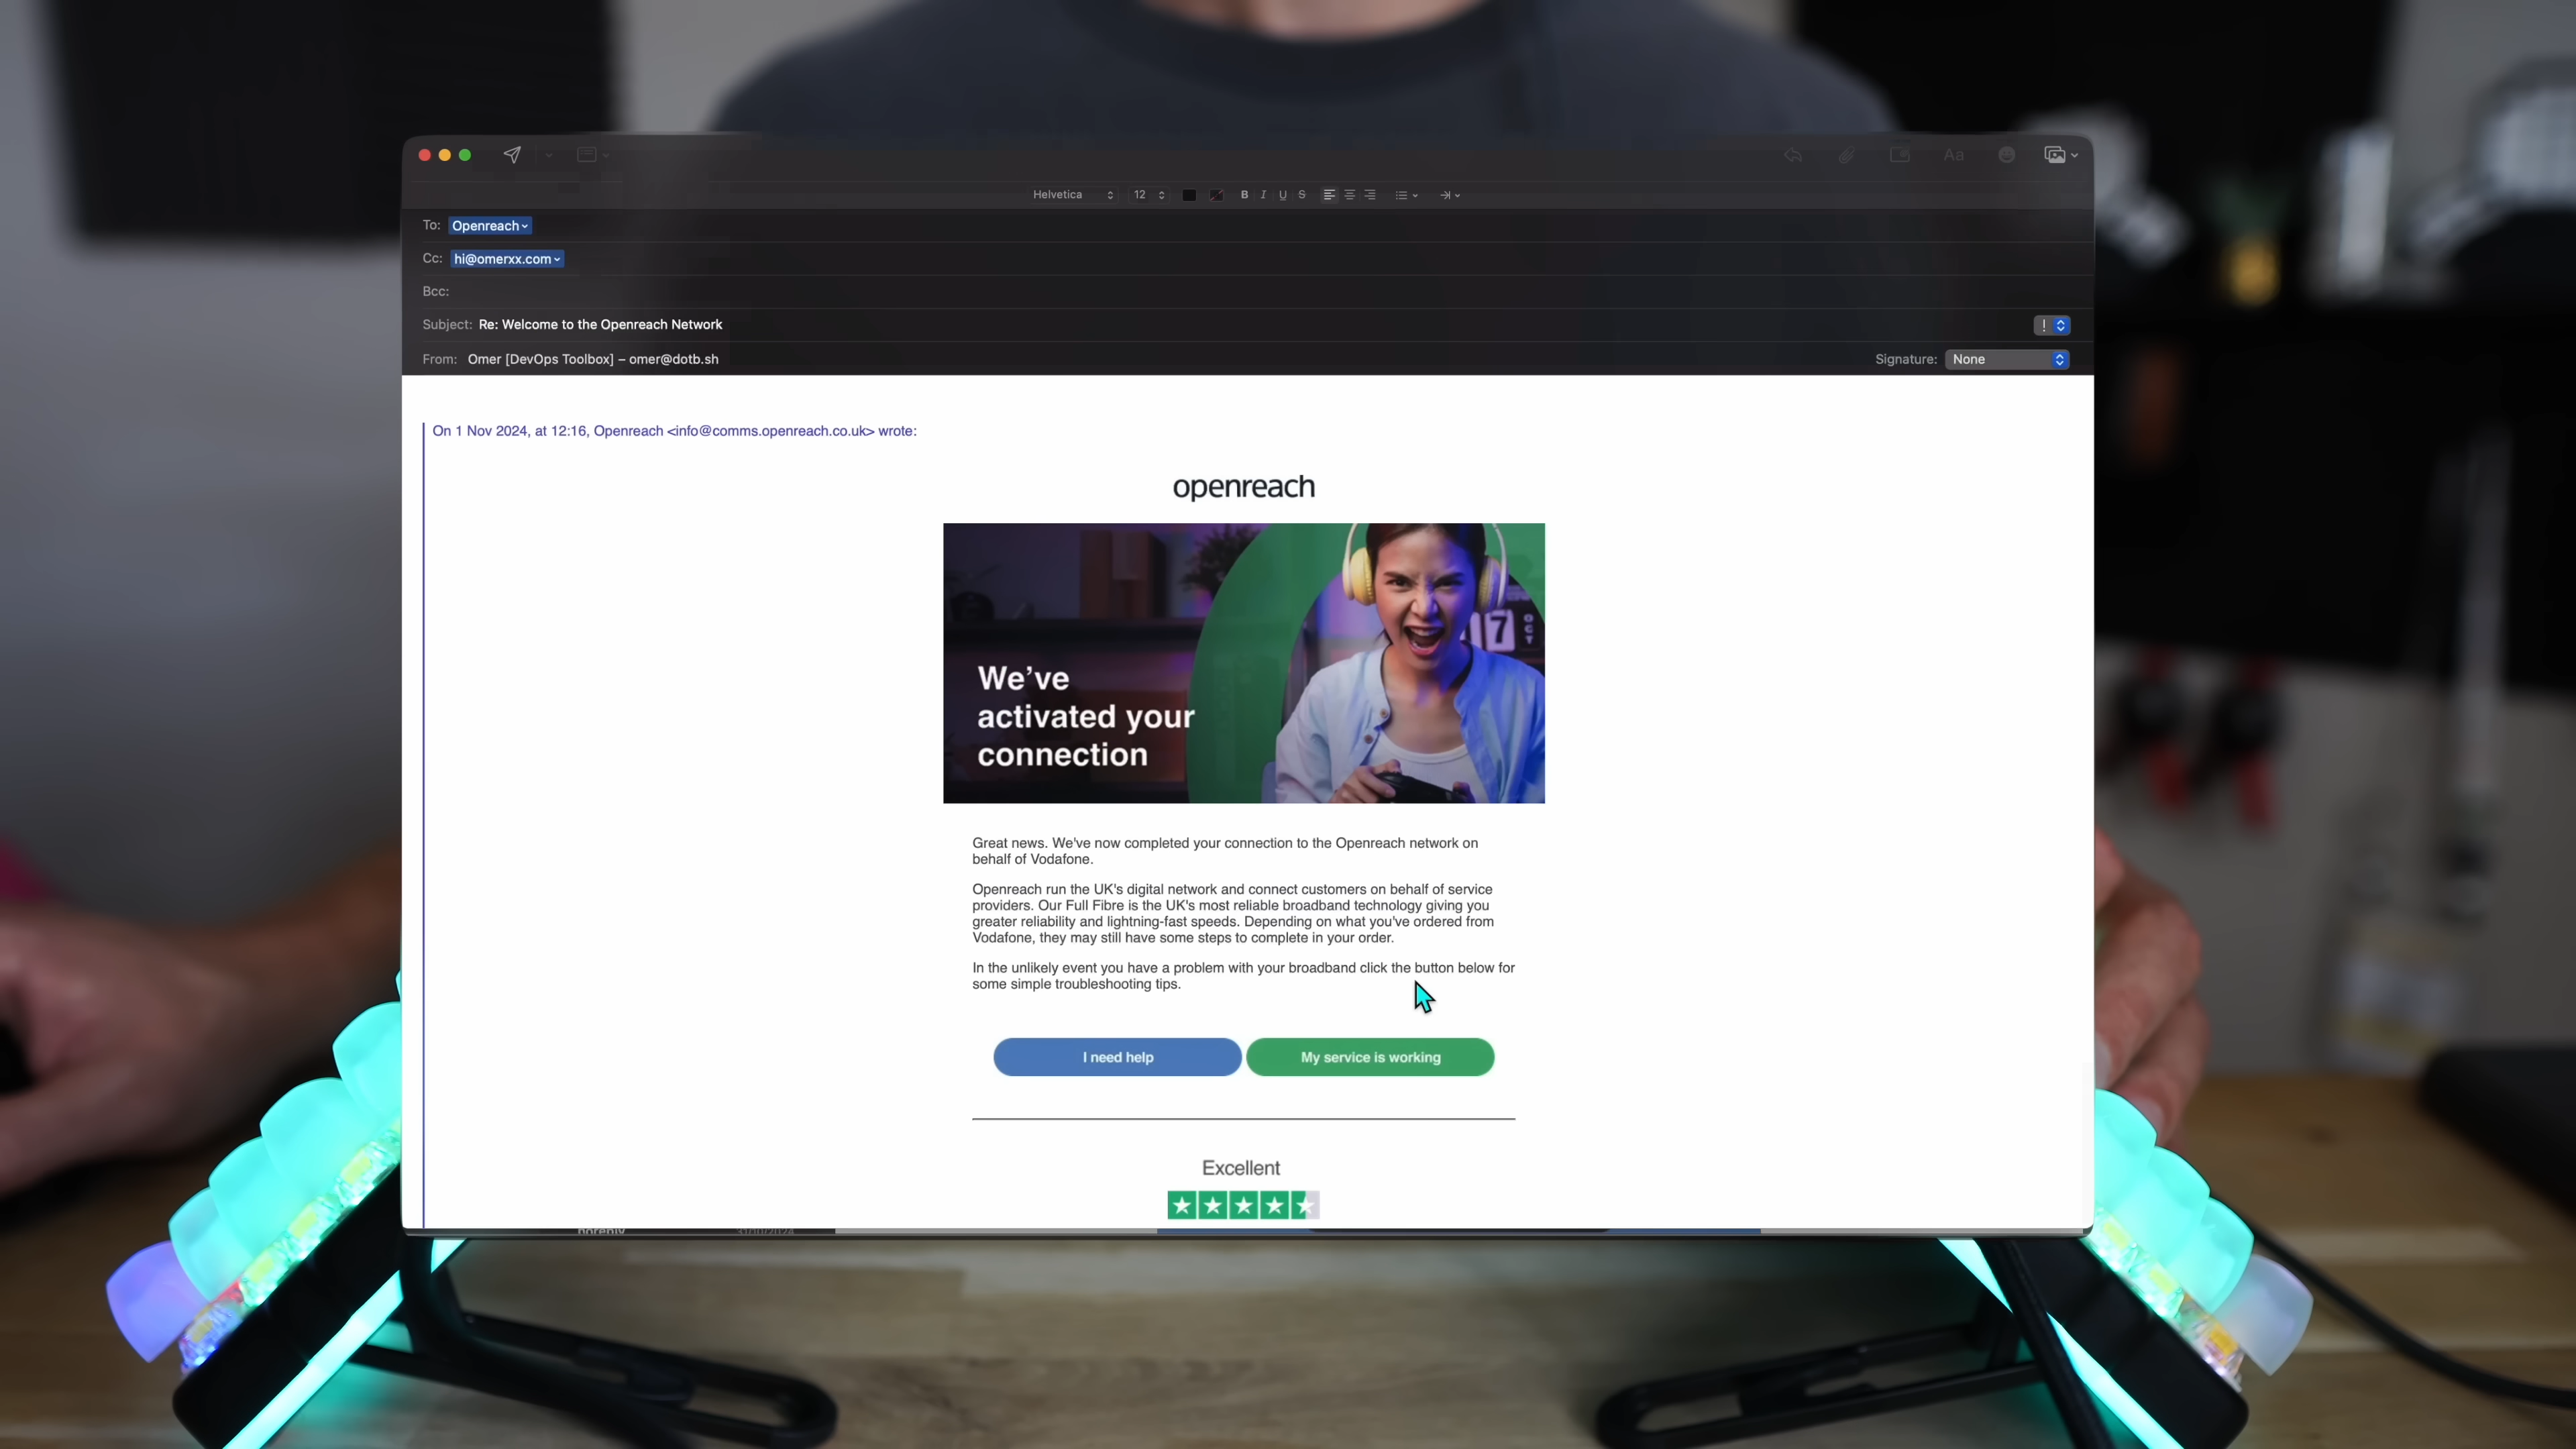 Helvetica 12 B I U S
Aa
To: Openreach
Cc: hi@omerxx.com
Bcc:
Subject: Re: Welcome to the Openreach Network
!
From: Omer [DevOps Toolbox] – omer@dotb.sh
Signature: None
On 1 Nov 2024, at 12:16, Openreach <info@comms.openreach.co.uk> wrote:
openreach
17
OCT
We've
activated your
connection
Great news. We've now completed your connection to the Openreach network on
behalf of Vodafone.
Openreach run the UK's digital network and connect customers on behalf of service
providers. Our Full Fibre is the UK's most reliable broadband technology giving you
greater reliability and lightning-fast speeds. Depending on what you've ordered from
Vodafone, they may still have some steps to complete in your order.
In the unlikely event you have a problem with your broadband click the button below for
some simple troubleshooting tips.
I need help
My service is working
Excellent